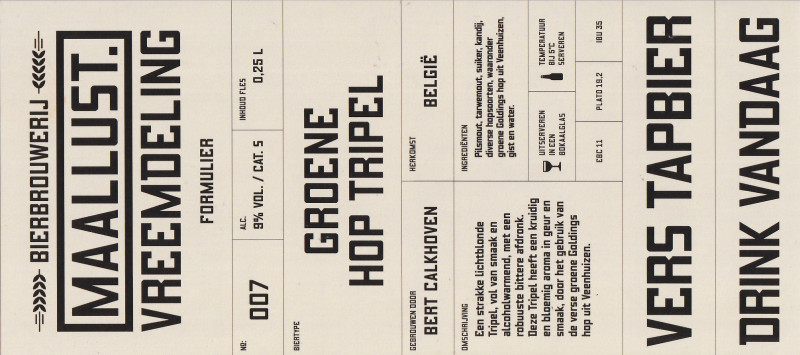 BIERBROUWERIJ
MAALLUST.
VREEMDELING
FORMULIER
NR:
007
ALC.
9% VOL. / CAT. S
INHOUD FLES
0,25 L
BIERTYPE
GROENE
HOP TRIPEL
GEBROUWEN DOOR
BERT CALKHOVEN
HERKOMST
BELGIË
OMSCHRIJVING
Een strakke lichtblonde
Tripel, vol van smaak en
alcoholwarmend, met een
robuuste bittere afdronk.
Deze Tripel heeft een kruidig
en bloemig aroma in geur en
smaak, door het gebruik van
de verse groene Goldings
hop uit Veenhuizen.
INGREDIËNTEN
Pilsmout, tarwemout, suiker, kandij,
diverse hopsoorten, waaronder
groene Goldings hop uit Veenhuizen,
gist en water.
UITSERVEREN
IN EEN
BOKAALGLAS
TEMPERATUUR
BIJ 5°C
SERVEREN
EBC 11
PLATO 19,2
IBU 35
VERS TAPBIER
DRINK VANDAAG